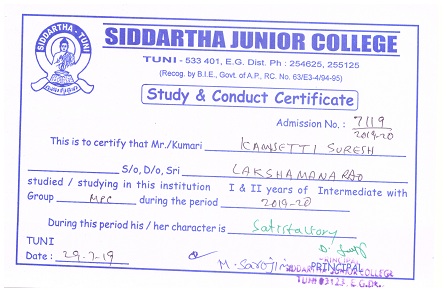 SIDDARTHA - TUNI
SIDDARTHA JUNIOR COLLEGE
TUNI - 533 401, E.G. Dist. Ph : 254625, 255125
(Recog. by B.I.E., Govt. of A.P., RC. No. 63/E3-4/94-95)
Study & Conduct Certificate
Admission No. : 7119
2019-20
This is to certify that Mr./Kumari KAMSETTI SURESH
S/o, D/o, Sri LAKSHAMANA RAO
studied / studying in this institution I & II years of Intermediate with
Group MPC during the period 2019-20
During this period his / her character is Satisfactory
TUNI
Date : 29-7-19
M. Sarojini
PRINCIPAL
PRINCIPAL
SIDDARTHA JUNIOR COLLEGE
TUNI 03123, E.G.Dt.